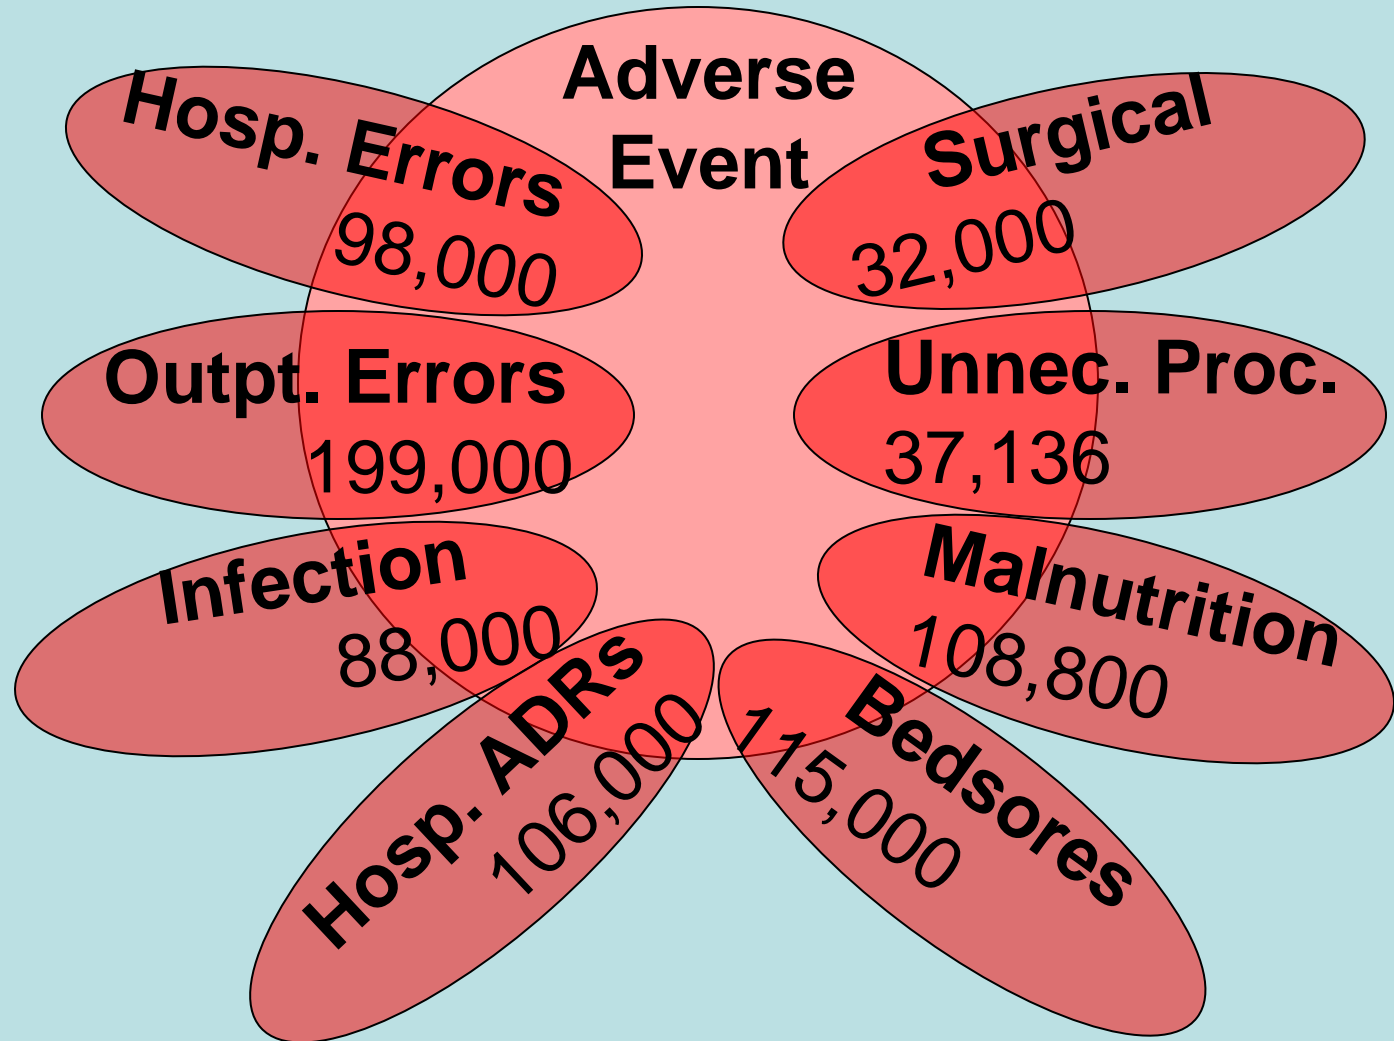 Adverse
Event
Hosp. Errors
98,000
Surgical
32,000
Outpt. Errors
199,000
Unnec. Proc.
37,136
Infection
88,000
Malnutrition
108,800
Hosp. ADRs
106,000
Bedsores
115,000